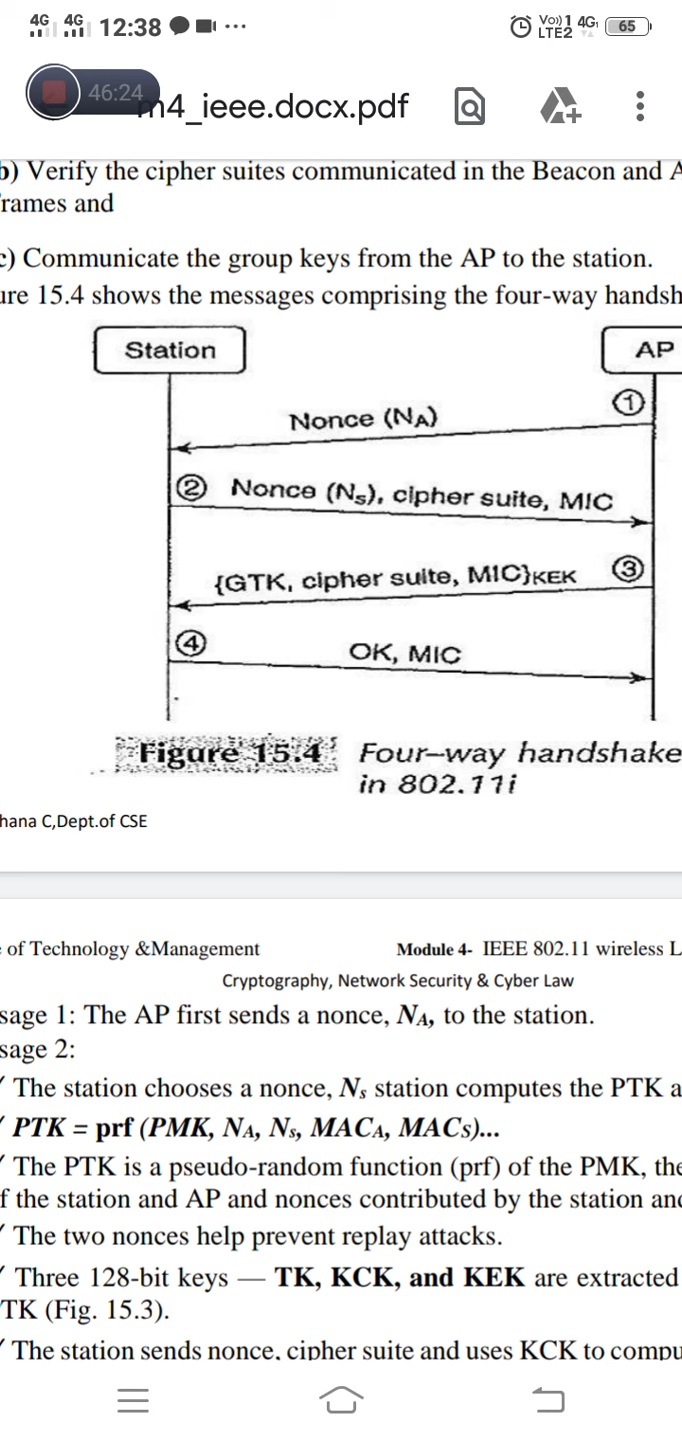 4G 4G 12:38 ... Vo)) 1 4G 65
LTE2
46:24 m4_ieee.docx.pdf
b) Verify the cipher suites communicated in the Beacon and A
rames and
c) Communicate the group keys from the AP to the station.
ure 15.4 shows the messages comprising the four-way handsh
Station AP
①
Nonce (NA)
② Nonce (Ns), cipher suite, MIC
{GTK, cipher suite, MIC}KEK ③
④ OK, MIC
Figure 15.4 Four–way handshake
in 802.11i
hana C,Dept.of CSE
of Technology &Management Module 4- IEEE 802.11 wireless L
Cryptography, Network Security & Cyber Law
sage 1: The AP first sends a nonce, NA, to the station.
sage 2:
The station chooses a nonce, Ns station computes the PTK a
PTK = prf (PMK, NA, Ns, MACA, MACs)...
The PTK is a pseudo-random function (prf) of the PMK, the
f the station and AP and nonces contributed by the station and
The two nonces help prevent replay attacks.
Three 128-bit keys — TK, KCK, and KEK are extracted
TK (Fig. 15.3).
The station sends nonce, cipher suite and uses KCK to compu